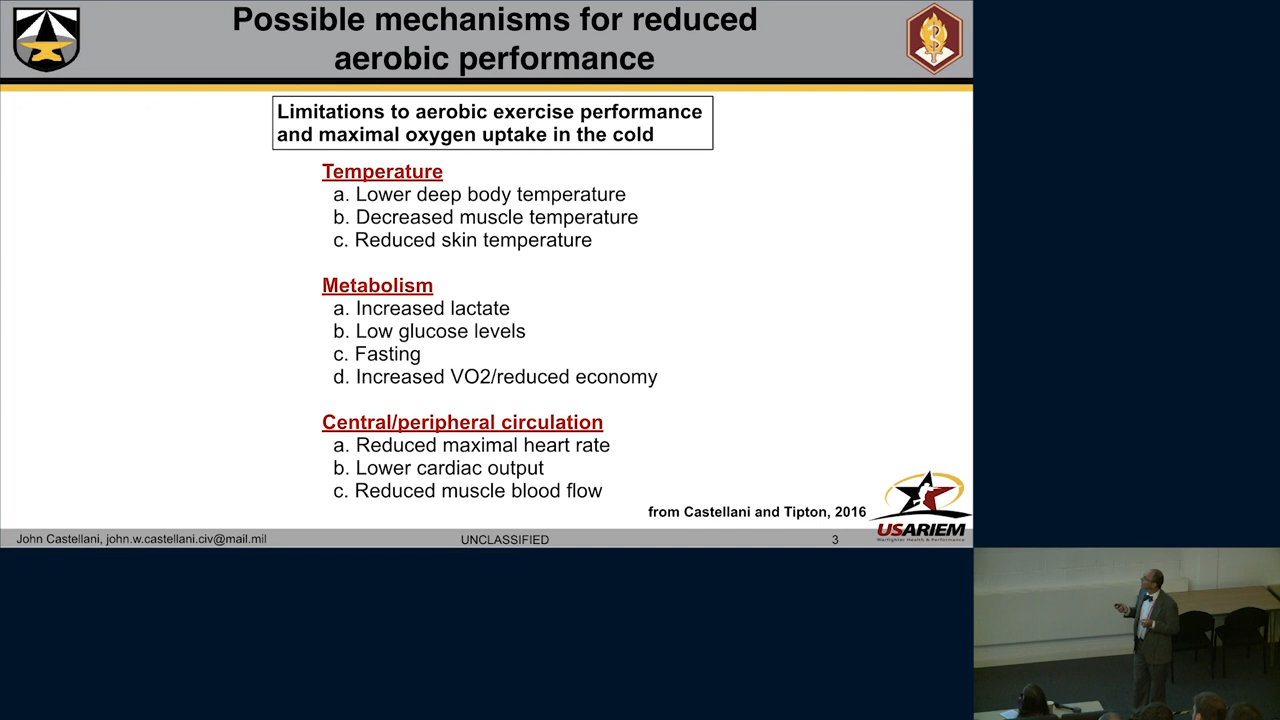 Possible mechanisms for reduced
aerobic performance
Limitations to aerobic exercise performance
and maximal oxygen uptake in the cold
Temperature
a. Lower deep body temperature
b. Decreased muscle temperature
c. Reduced skin temperature
Metabolism
a. Increased lactate
b. Low glucose levels
c. Fasting
d. Increased VO2/reduced economy
Central/peripheral circulation
a. Reduced maximal heart rate
b. Lower cardiac output
c. Reduced muscle blood flow
from Castellani and Tipton, 2016
USARIEM
Warfighter Health & Performance
John Castellani, john.w.castellani.civ@mail.mil
UNCLASSIFIED
3